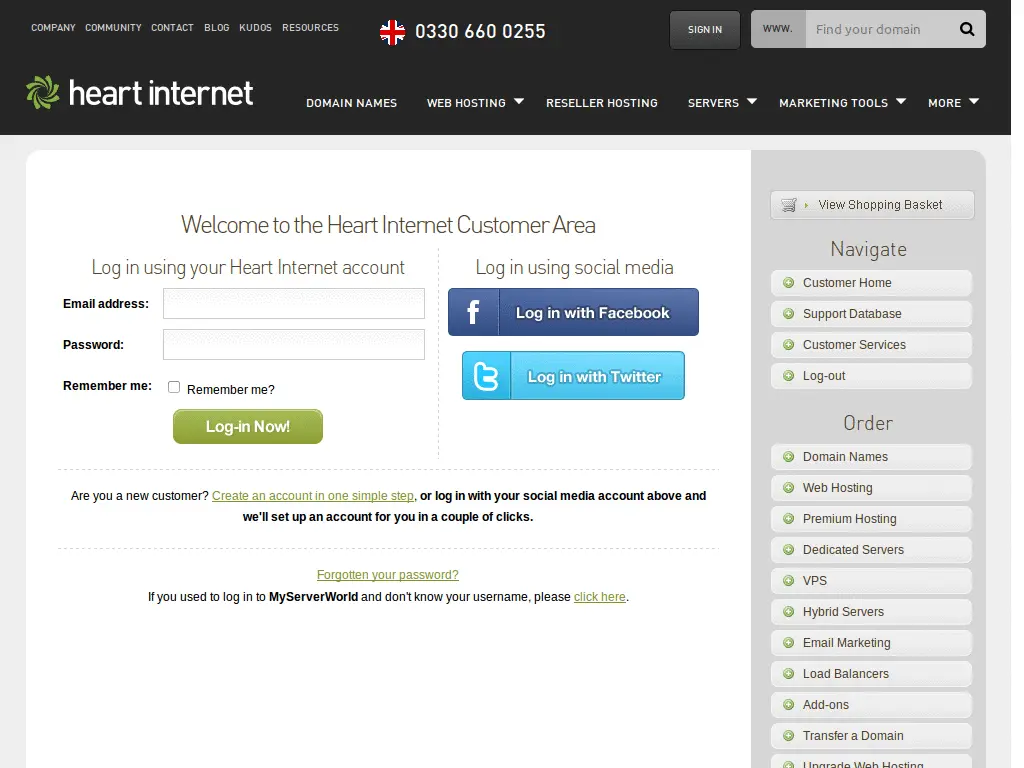 COMPANY COMMUNITY CONTACT BLOG KUDOS RESOURCES
0330 660 0255
SIGN IN
WWW. Find your domain
heart internet
DOMAIN NAMES WEB HOSTING RESELLER HOSTING SERVERS MARKETING TOOLS MORE
Welcome to the Heart Internet Customer Area
Log in using your Heart Internet account
Email address:
Password:
Remember me: Remember me?
Log-in Now!
Log in using social media
f Log in with Facebook
Log in with Twitter
Are you a new customer? Create an account in one simple step, or log in with your social media account above and
we'll set up an account for you in a couple of clicks.
Forgotten your password?
If you used to log in to MyServerWorld and don't know your username, please click here.
View Shopping Basket
Navigate
Customer Home
Support Database
Customer Services
Log-out
Order
Domain Names
Web Hosting
Premium Hosting
Dedicated Servers
VPS
Hybrid Servers
Email Marketing
Load Balancers
Add-ons
Transfer a Domain
Upgrade Web Hosting